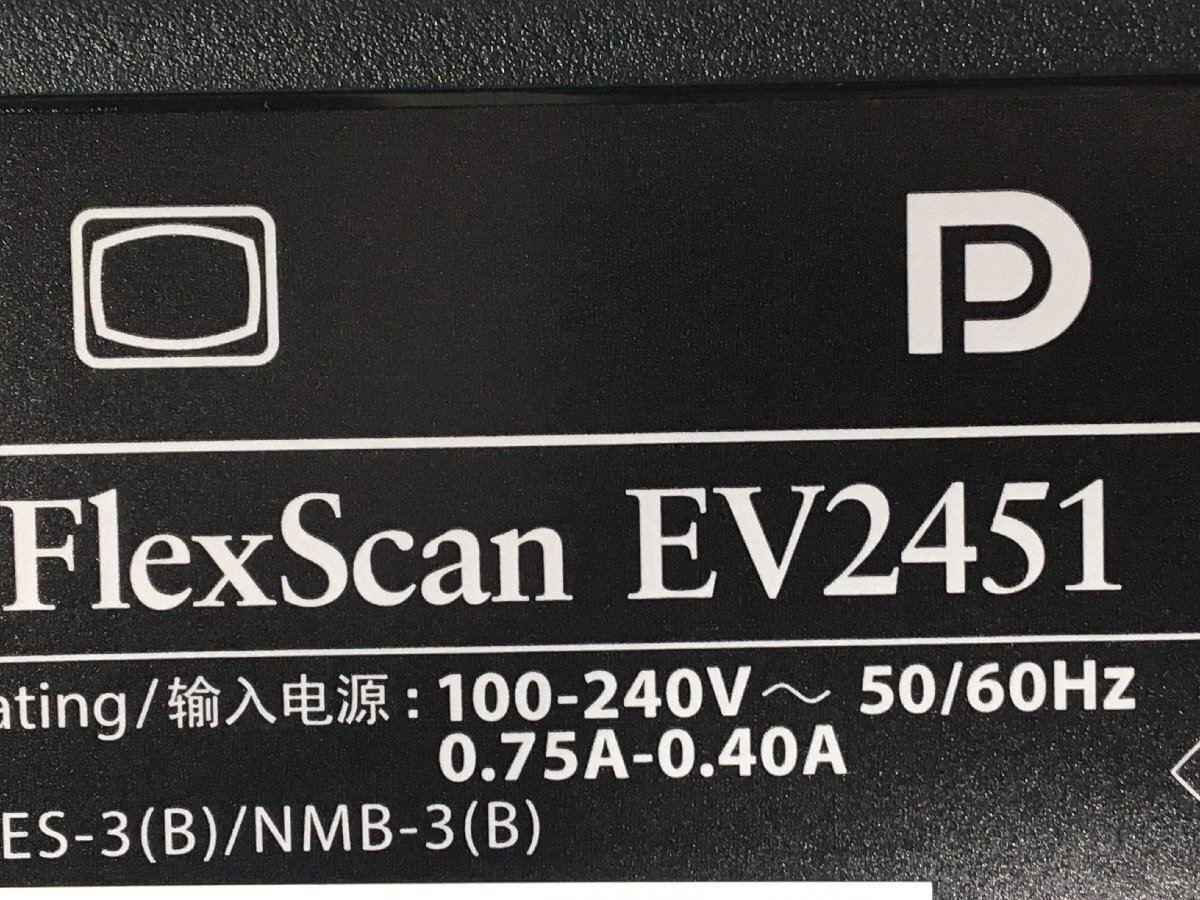 FlexScan EV2451
ating/输入电源 : 100-240V～ 50/60Hz
0.75A-0.40A
ES-3(B)/NMB-3(B)